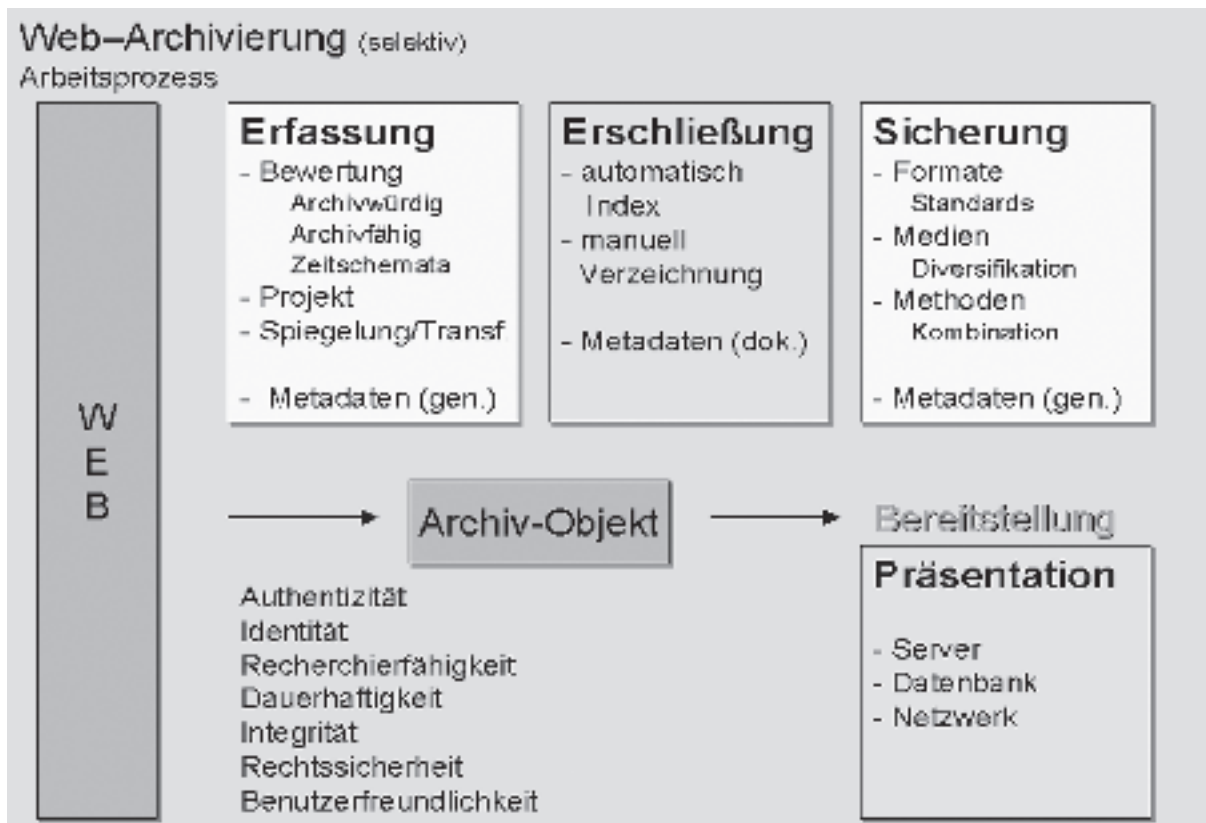 Web–Archivierung (selektiv)
Arbeitsprozess
W
E
B
Erfassung
- Bewertung
Archivwürdig
Archivfähig
Zeitschemata
- Projekt
- Spiegelung/Transf.
- Metadaten (gen.)
Erschließung
- automatisch
Index
- manuell
Verzeichnung
- Metadaten (dok.)
Sicherung
- Formate
Standards
- Medien
Diversifikation
- Methoden
Kombination
- Metadaten (gen.)
Archiv-Objekt
Authentizität
Identität
Recherchierfähigkeit
Dauerhaftigkeit
Integrität
Rechtssicherheit
Benutzerfreundlichkeit
Bereitstellung
Präsentation
- Server
- Datenbank
- Netzwerk